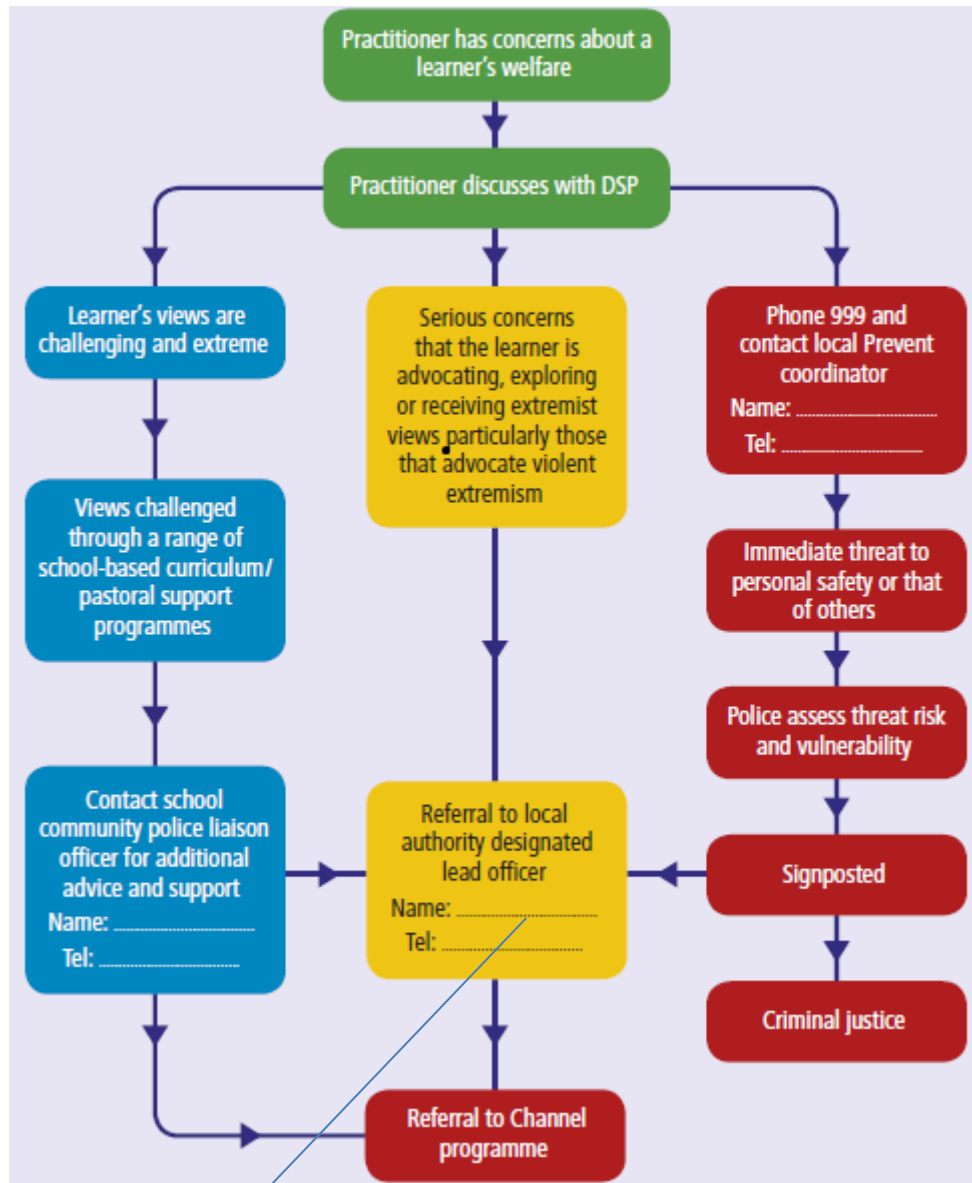 Practitioner has concerns about a
learner's welfare
Practitioner discusses with DSP
Learner's views are
challenging and extreme
Views challenged
through a range of
school-based curriculum/
pastoral support
programmes
Contact school
community police liaison
officer for additional
advice and support
Name: ................................
Tel: ................................
Serious concerns
that the learner is
advocating, exploring
or receiving extremist
views particularly those
that advocate violent
extremism
Referral to local
authority designated
lead officer
Name: ................................
Tel: ................................
Referral to Channel
programme
Phone 999 and
contact local Prevent
coordinator
Name: ................................
Tel: ................................
Immediate threat to
personal safety or that
of others
Police assess threat risk
and vulnerability
Signposted
Criminal justice